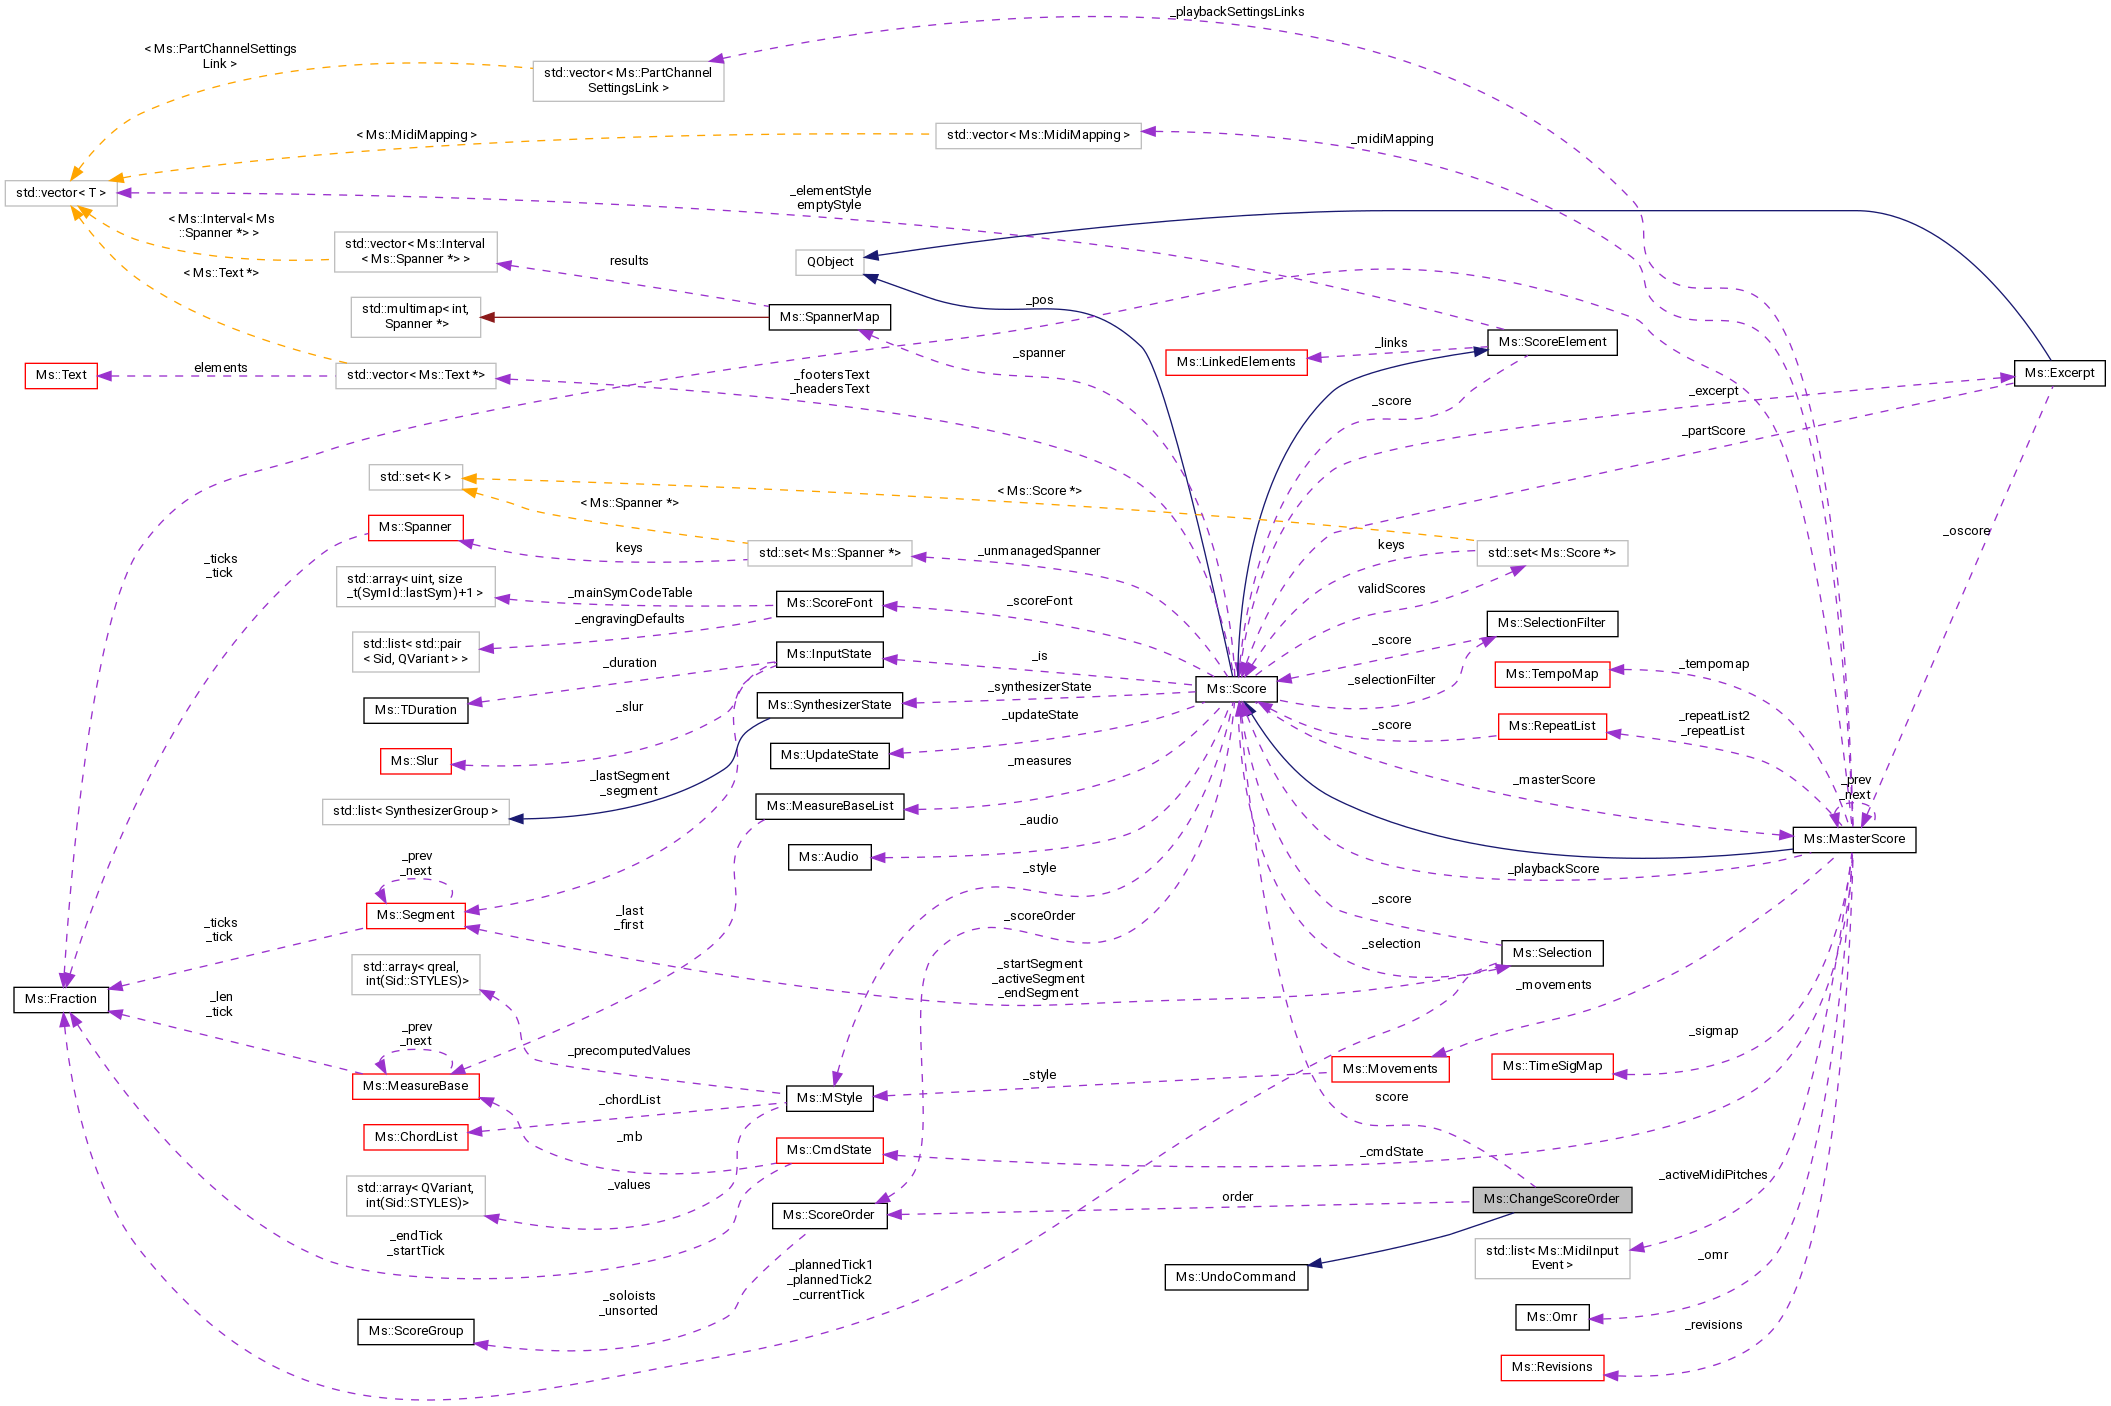 _playbackSettingsLinks
< Ms::PartChannelSettings
Link >
std::vector< Ms::PartChannel
SettingsLink >
< Ms::MidiMapping >
std::vector< Ms::MidiMapping >
_midiMapping
std::vector< T >
_elementStyle
emptyStyle
< Ms::Interval< Ms
::Spanner *> >
std::vector< Ms::Interval
< Ms::Spanner *> >
results
QObject
< Ms::Text *>
_pos
std::multimap< int,
Spanner *>
Ms::SpannerMap
_spanner
_links
Ms::ScoreElement
Ms::LinkedElements
Ms::Text
elements
std::vector< Ms::Text *>
_footersText
_headersText
Ms::Excerpt
_score
_excerpt
_partScore
std::set< K >
< Ms::Spanner *>
< Ms::Score *>
Ms::Spanner
_ticks
_tick
keys
std::set< Ms::Spanner *>
_unmanagedSpanner
keys
std::set< Ms::Score *>
_oscore
std::array< uint, size
_t(SymId::lastSym)+1 >
_mainSymCodeTable
Ms::ScoreFont
_scoreFont
validScores
_engravingDefaults
std::list< std::pair
< Sid, QVariant > >
Ms::SelectionFilter
_score
_duration
Ms::InputState
_is
_tempomap
Ms::TempoMap
_selectionFilter
Ms::Score
_synthesizerState
Ms::SynthesizerState
Ms::TDuration
_slur
_updateState
_score
Ms::RepeatList
_repeatList2
_repeatList
Ms::Slur
Ms::UpdateState
_measures
_lastSegment
_segment
_masterScore
_prev
_next
std::list< SynthesizerGroup >
Ms::MeasureBaseList
_audio
Ms::MasterScore
Ms::Audio
_prev
_next
_style
_playbackScore
Ms::Segment
_last
_first
_scoreOrder
_score
_ticks
_tick
_selection
Ms::Selection
std::array< qreal,
int(Sid::STYLES)>
_startSegment
_activeSegment
_endSegment
_movements
Ms::Fraction
_len
_tick
_prev
_next
_sigmap
_precomputedValues
Ms::MeasureBase
_style
Ms::Movements
Ms::TimeSigMap
Ms::MStyle
_chordList
score
Ms::ChordList
_mb
Ms::CmdState
_cmdState
_values
std::array< QVariant,
int(Sid::STYLES)>
_activeMidiPitches
order
Ms::ChangeScoreOrder
Ms::ScoreOrder
_endTick
_startTick
std::list< Ms::MidiInput
Event >
_omr
_plannedTick1
_plannedTick2
_currentTick
Ms::UndoCommand
_soloists
_unsorted
Ms::Omr
Ms::ScoreGroup
_revisions
Ms::Revisions